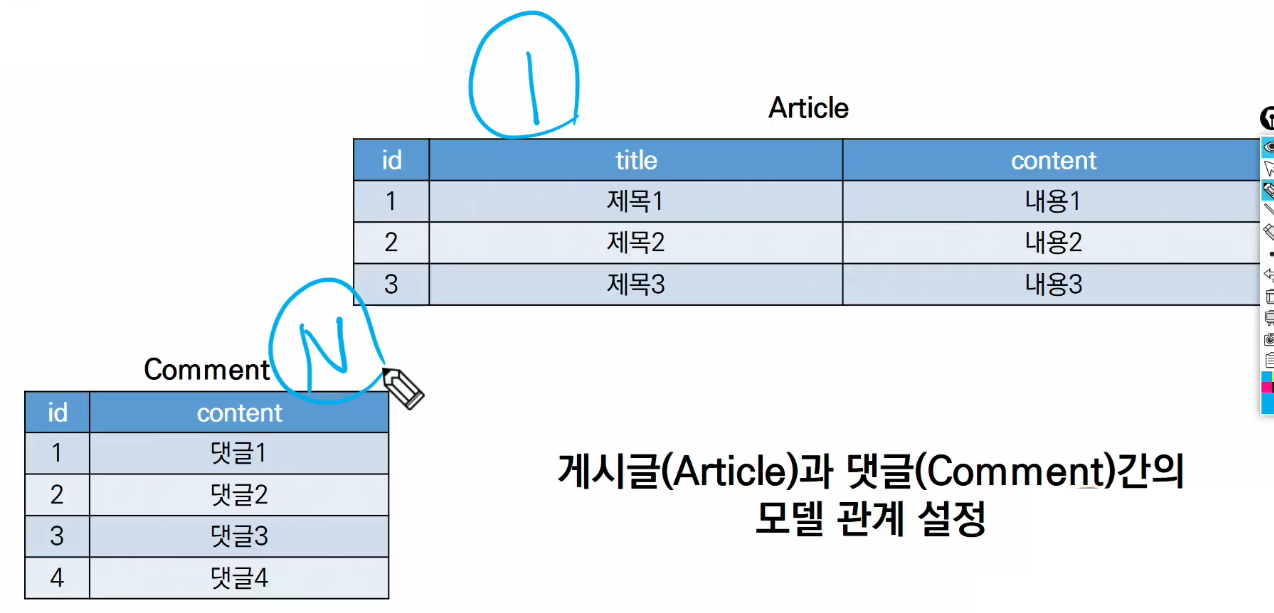 1
Article
id title content
1 제목1 내용1
2 제목2 내용2
3 제목3 내용3
N
Comment
id content
1 댓글1
2 댓글2
3 댓글3
4 댓글4
게시글(Article)과 댓글(Comment)간의
모델 관계 설정